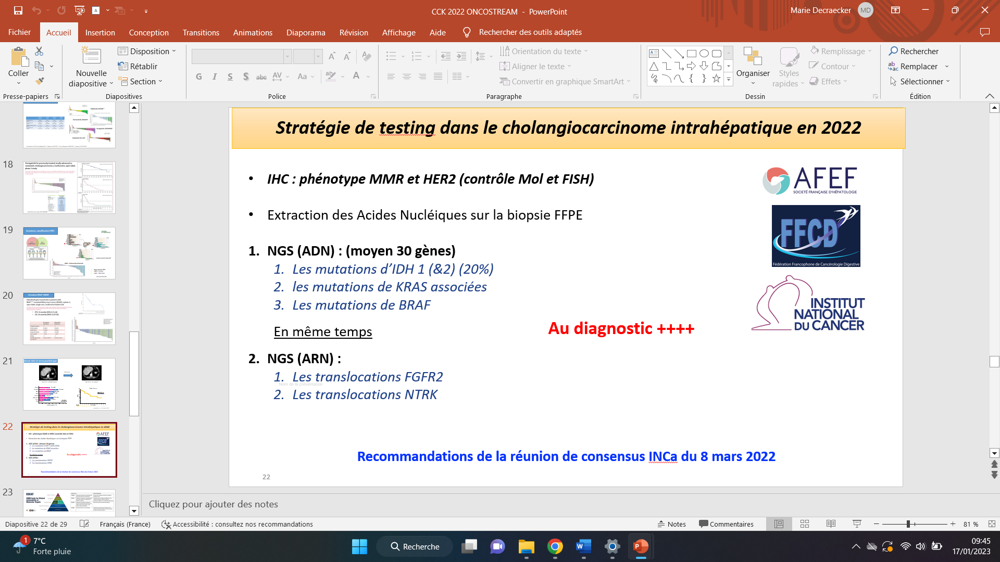 CCK 2022 ONCOSTREAM - PowerPoint
Marie Decraecker
MD
Fichier
Accueil
Insertion
Conception
Transitions
Animations
Diaporama
Révision
Affichage
Aide
Rechercher des outils adaptés
Coller
Presse-papiers
Nouvelle diapositive
Disposition
Rétablir
Section
Diapositives
G I S S abc AV Aa
Police
Orientation du texte
Aligner le texte
Convertir en graphique SmartArt
Paragraphe
Organiser
Styles rapides
Remplissage
Contour
Effets
Dessin
Rechercher
Remplacer
Sélectionner
Édition
18
19
20
21
22
23
Stratégie de testing dans le cholangiocarcinome intrahépatique en 2022
• IHC : phénotype MMR et HER2 (contrôle Mol et FISH)
• Extraction des Acides Nucléiques sur la biopsie FFPE
1. NGS (ADN) : (moyen 30 gènes)
1. Les mutations d’IDH 1 (&2) (20%)
2. les mutations de KRAS associées
3. Les mutations de BRAF
En même temps
Au diagnostic ++++
2. NGS (ARN) :
1. Les translocations FGFR2
Nom de la présentation
2. Les translocations NTRK
Recommandations de la réunion de consensus INCa du 8 mars 2022
22
AFEF
SOCIÉTÉ FRANÇAISE D'HÉPATOLOGIE
FFCD
Fédération Francophone de Cancérologie Digestive
INSTITUT
NATIONAL
DU CANCER
Cliquez pour ajouter des notes
Diapositive 22 de 29
Français (France)
Accessibilité : consultez nos recommandations
Notes
Commentaires
81 %
1
7°C
Forte pluie
Recherche
09:45
17/01/2023